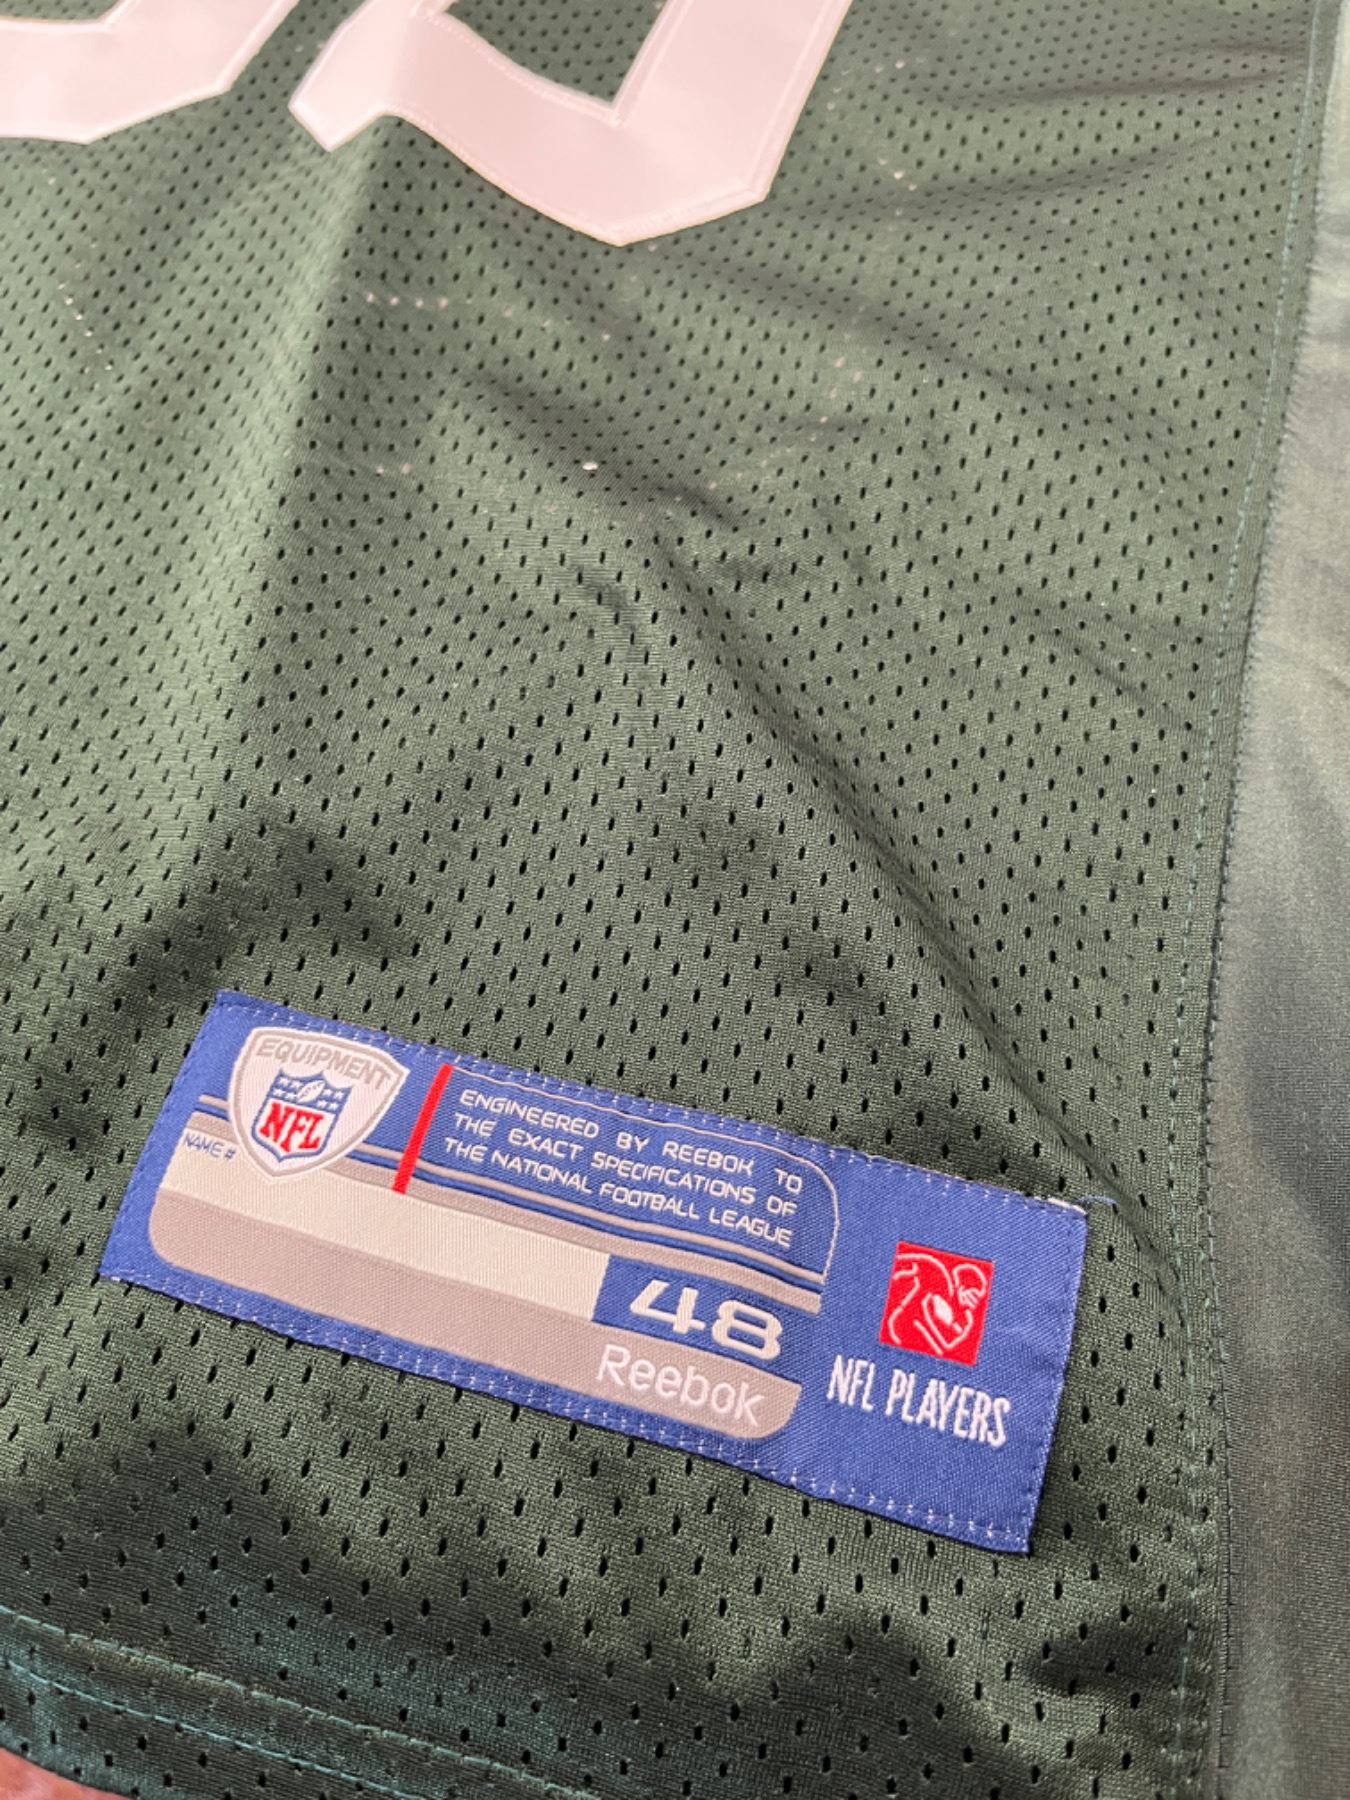 EQUIPMENT
NFL
NAME #
ENGINEERED BY REEBOK TO
THE EXACT SPECIFICATIONS OF
THE NATIONAL FOOTBALL LEAGUE
48
Reebok
NFL PLAYERS